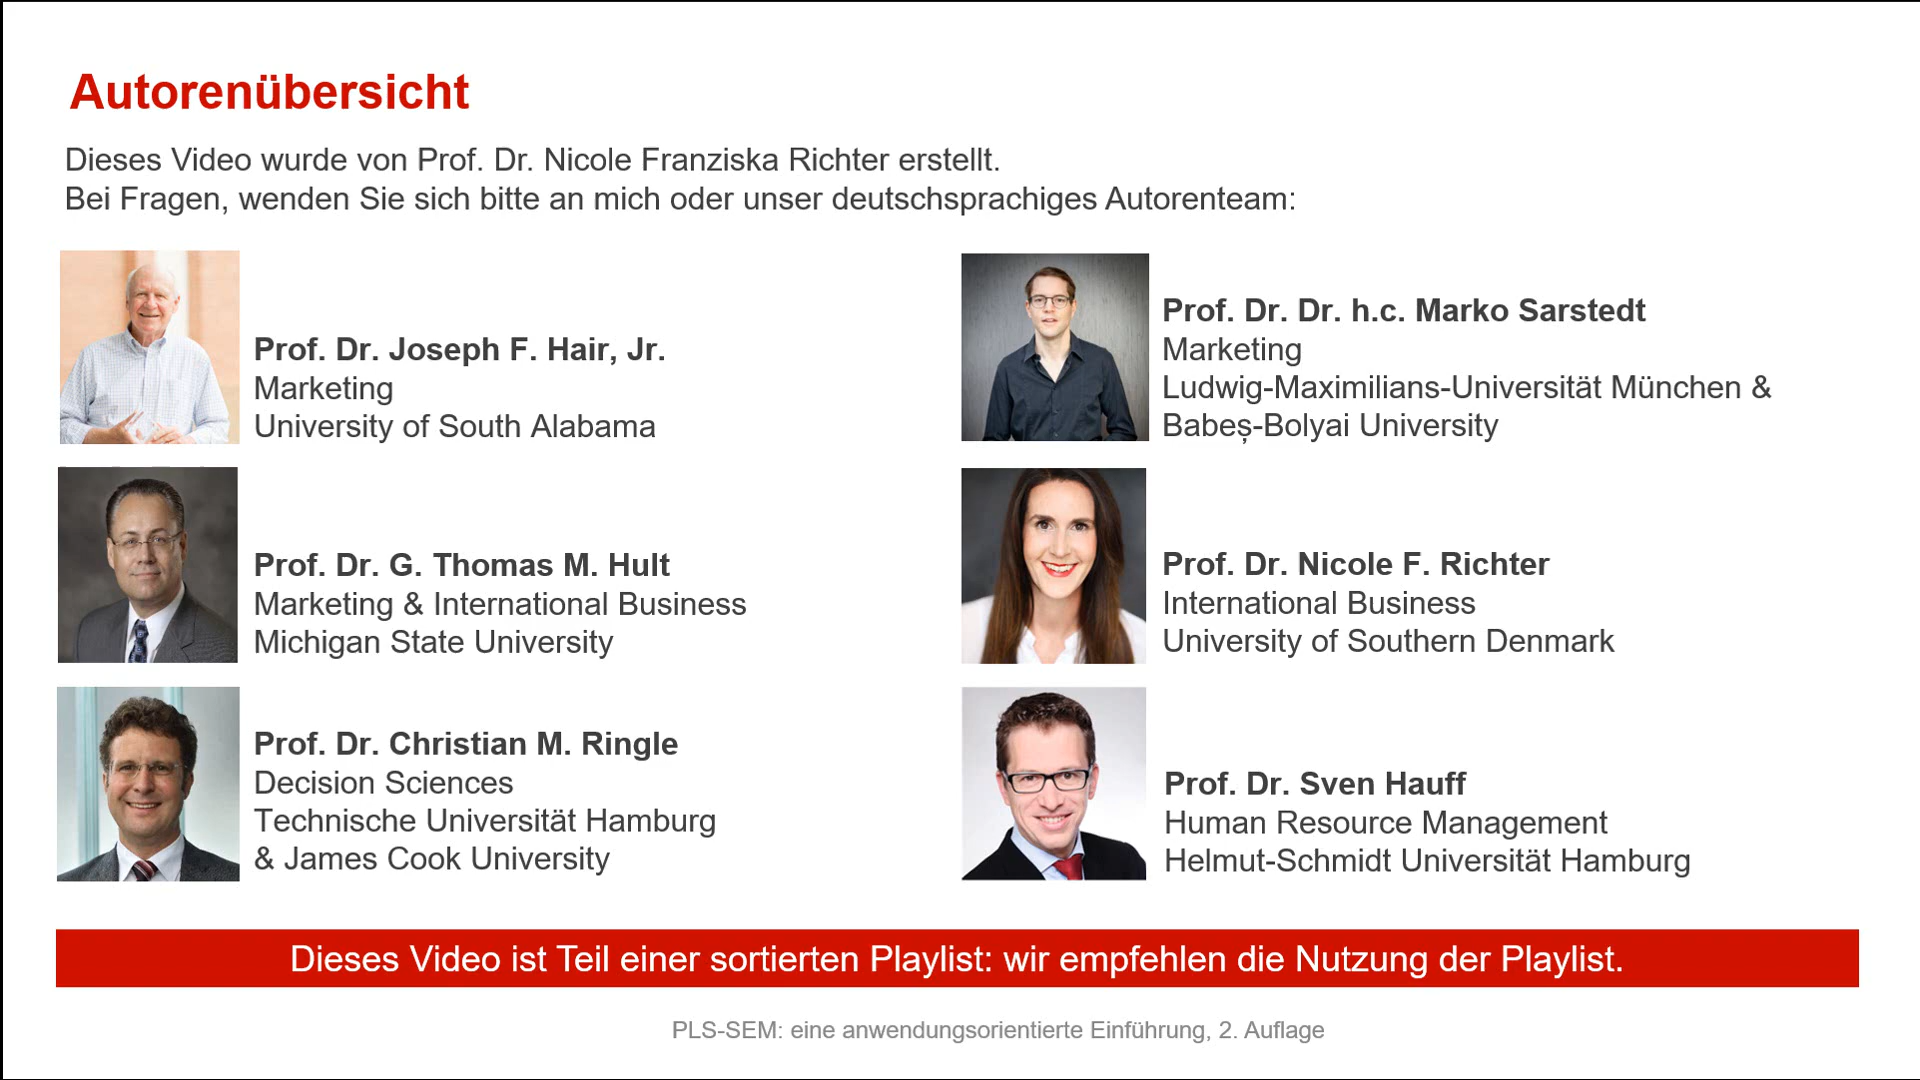 Autorenübersicht
Dieses Video wurde von Prof. Dr. Nicole Franziska Richter erstellt.
Bei Fragen, wenden Sie sich bitte an mich oder unser deutschsprachiges Autorenteam:
Prof. Dr. Joseph F. Hair, Jr.
Marketing
University of South Alabama
Prof. Dr. Dr. h.c. Marko Sarstedt
Marketing
Ludwig-Maximilians-Universität München &
Babeș-Bolyai University
Prof. Dr. G. Thomas M. Hult
Marketing & International Business
Michigan State University
Prof. Dr. Nicole F. Richter
International Business
University of Southern Denmark
Prof. Dr. Christian M. Ringle
Decision Sciences
Technische Universität Hamburg
& James Cook University
Prof. Dr. Sven Hauff
Human Resource Management
Helmut-Schmidt Universität Hamburg
Dieses Video ist Teil einer sortierten Playlist: wir empfehlen die Nutzung der Playlist.
PLS-SEM: eine anwendungsorientierte Einführung, 2. Auflage